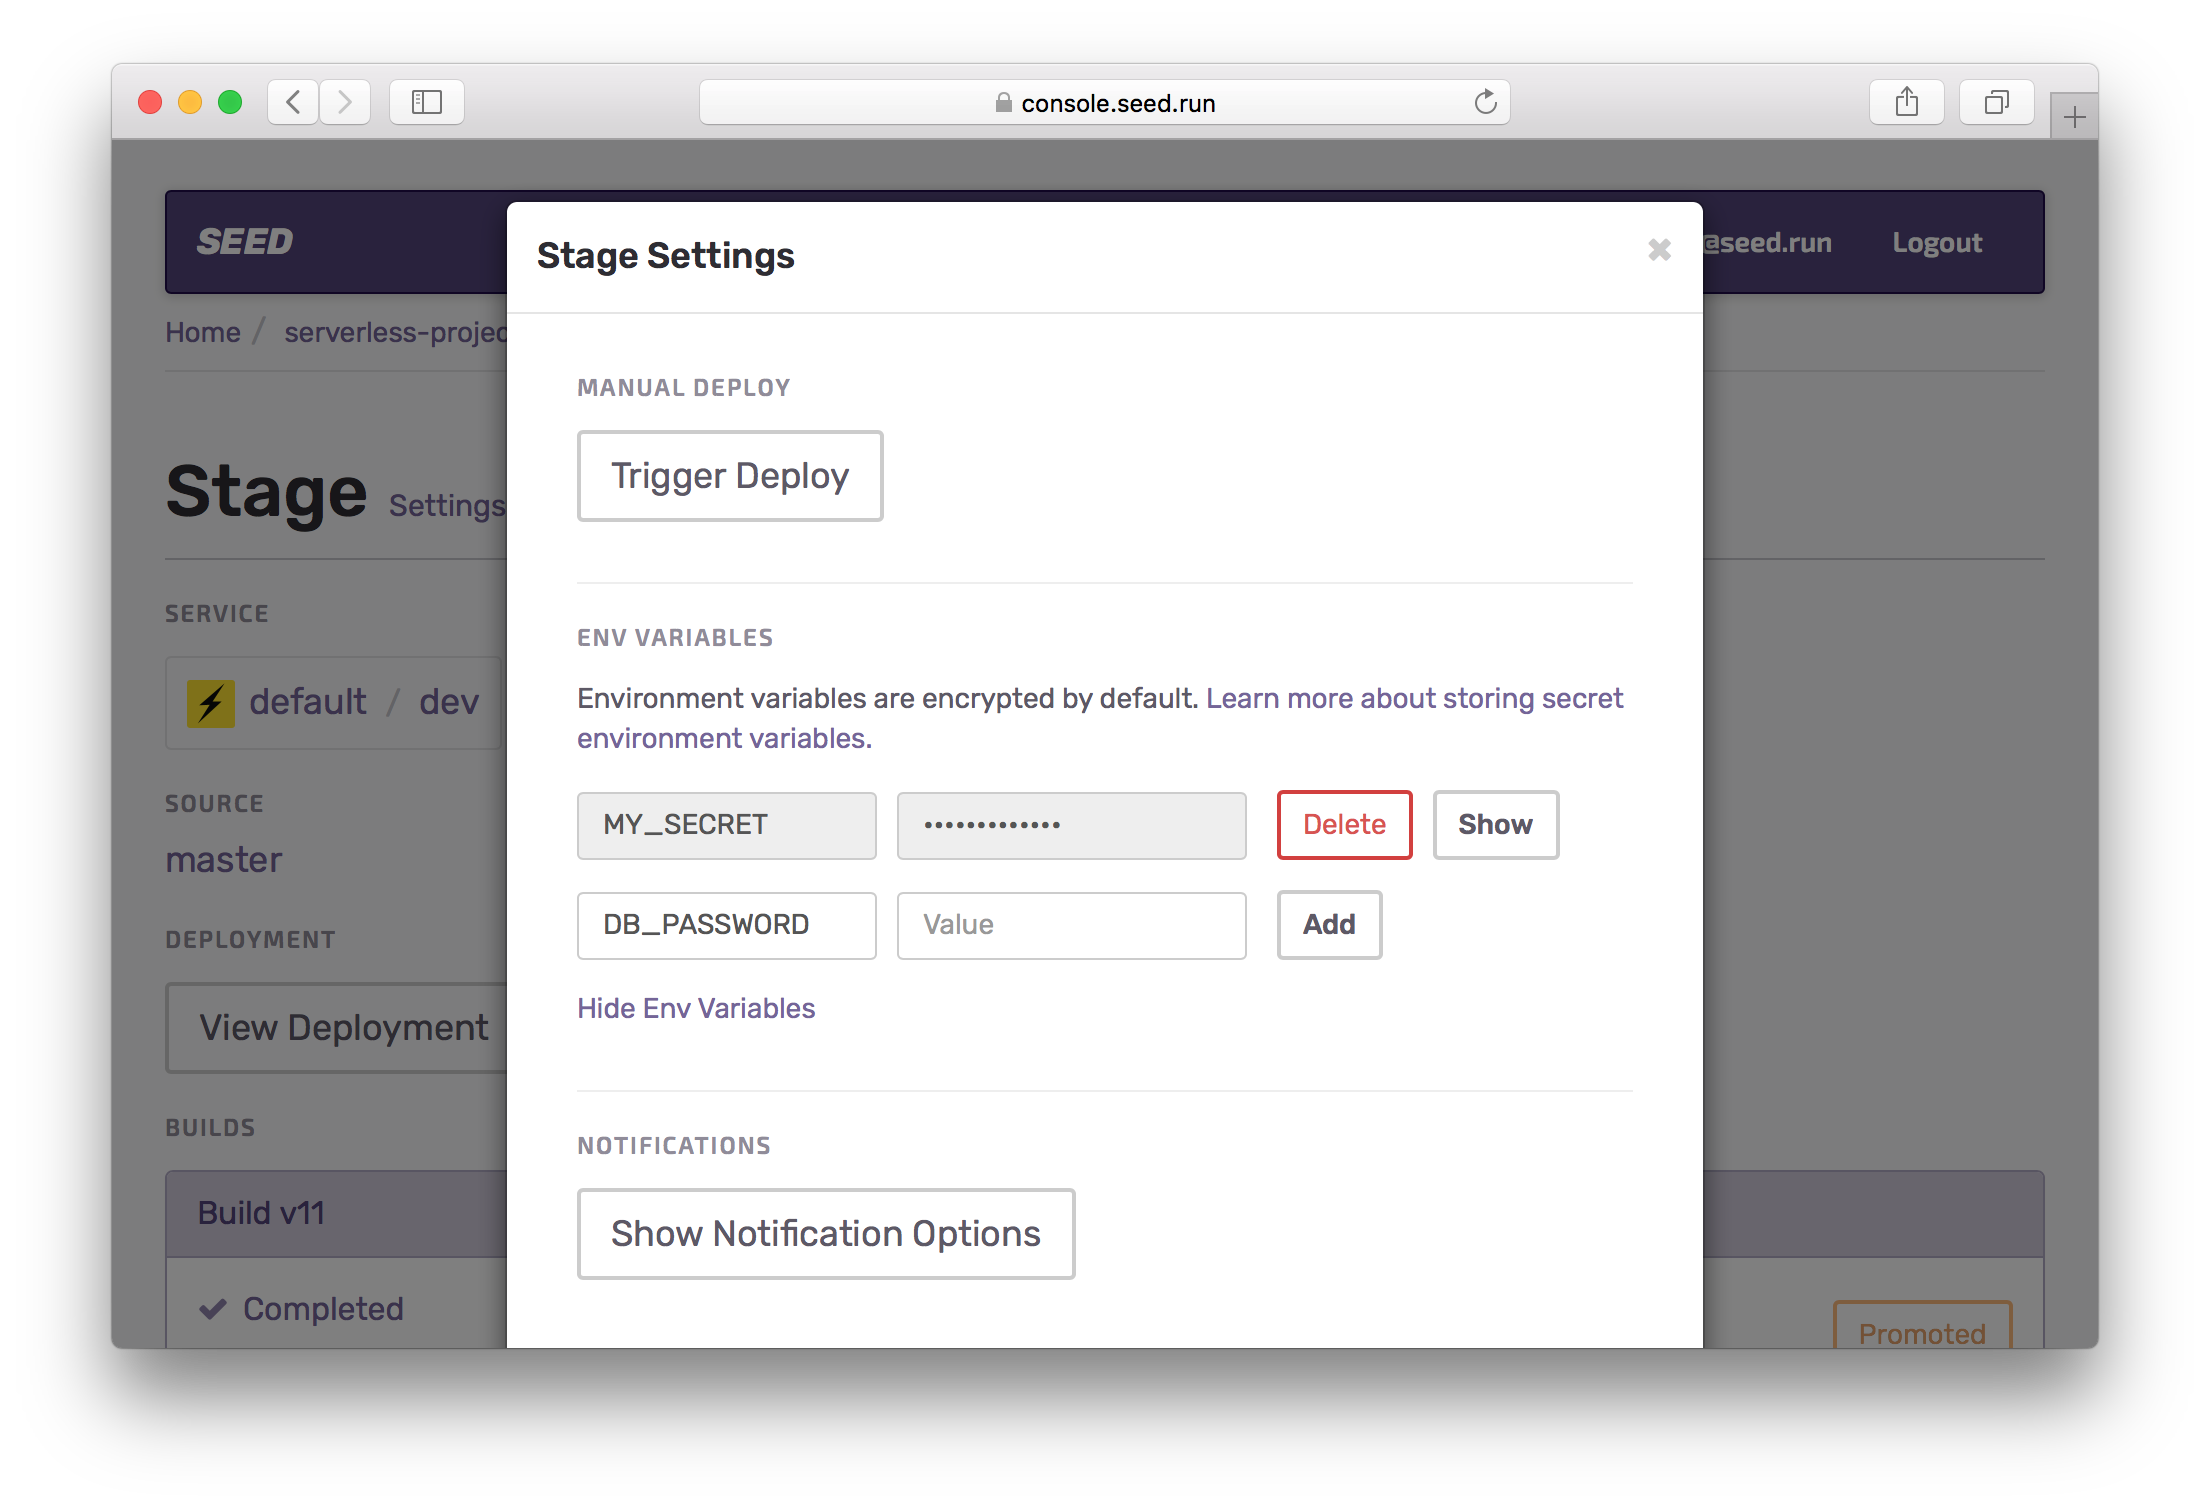 console.seed.run
SEED
@seed.run Logout
Stage Settings
Home / serverless-projec
MANUAL DEPLOY
Trigger Deploy
Stage Settings
SERVICE
default / dev
ENV VARIABLES
Environment variables are encrypted by default. Learn more about storing secret
environment variables.
MY_SECRET ••••••••••••• Delete Show
SOURCE
master
DB_PASSWORD Value Add
DEPLOYMENT
View Deployment
Hide Env Variables
BUILDS
NOTIFICATIONS
Build v11
Show Notification Options
Completed
Promoted